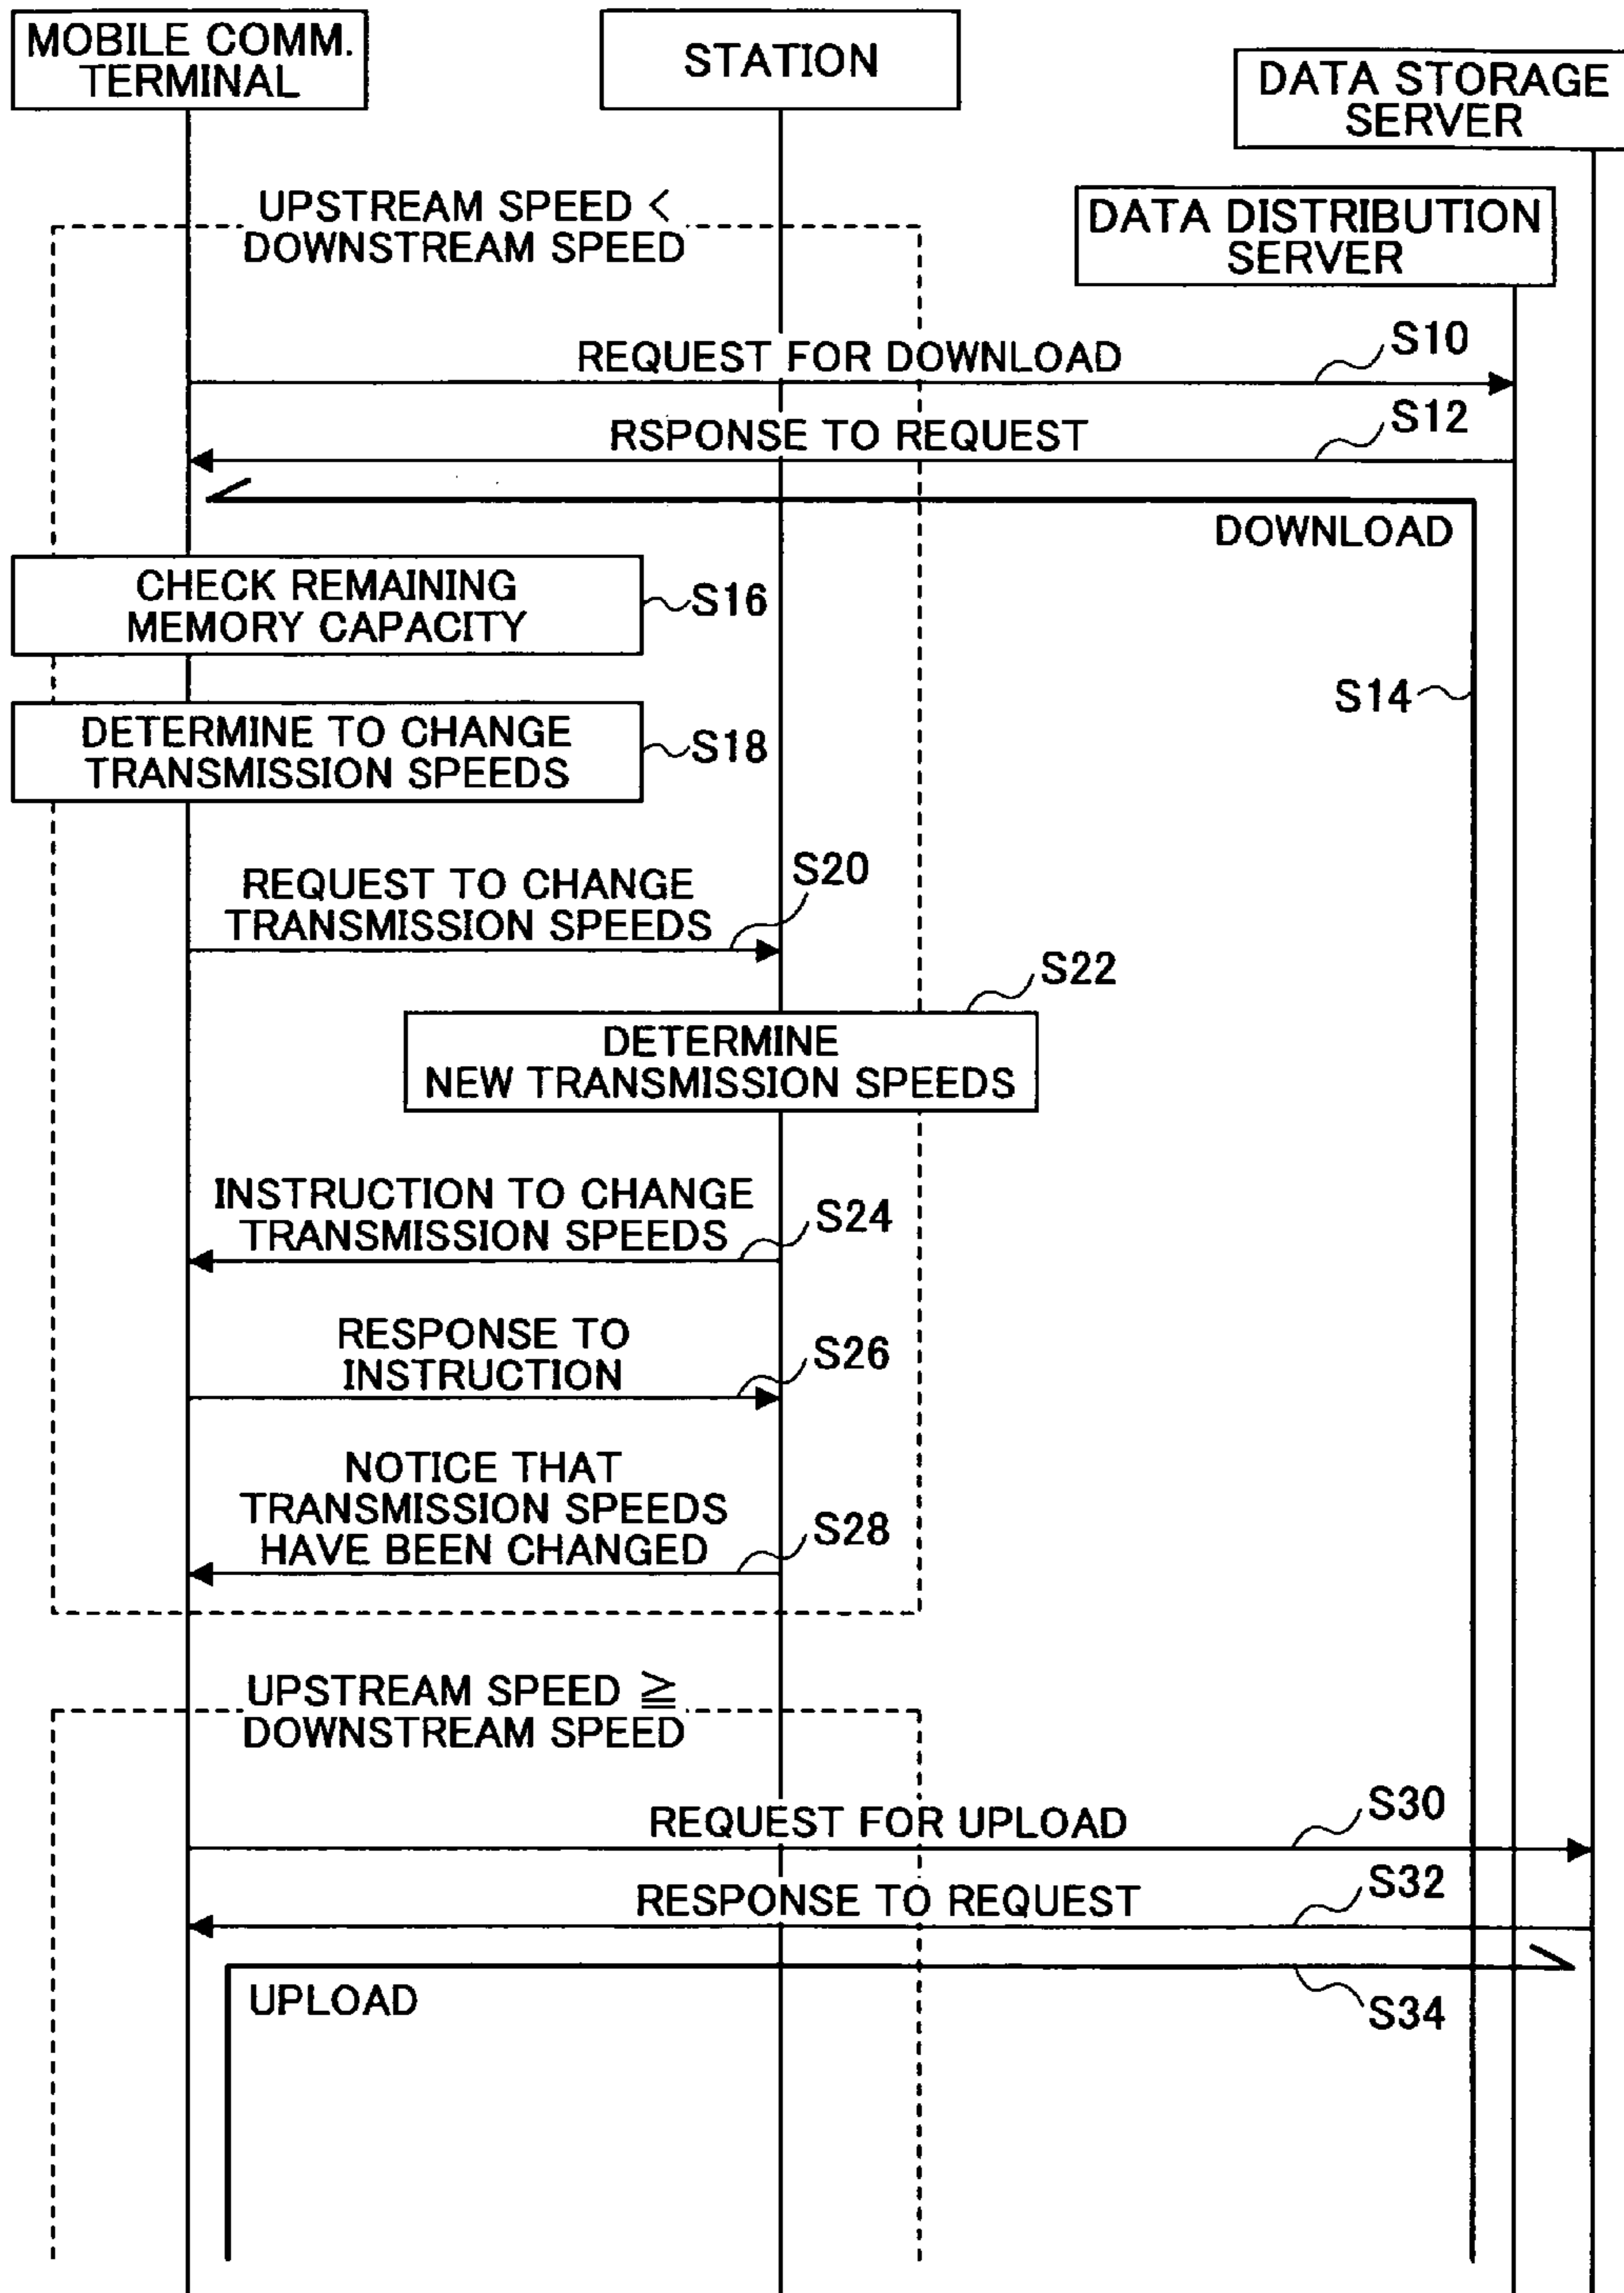 MOBILE COMM.
TERMINAL
STATION
DATA STORAGE
SERVER
DATA DISTRIBUTION
SERVER
UPSTREAM SPEED <
DOWNSTREAM SPEED
REQUEST FOR DOWNLOAD
S10
RSPONSE TO REQUEST
S12
DOWNLOAD
CHECK REMAINING
MEMORY CAPACITY
S16
S14
DETERMINE TO CHANGE
TRANSMISSION SPEEDS
S18
REQUEST TO CHANGE
TRANSMISSION SPEEDS
S20
S22
DETERMINE
NEW TRANSMISSION SPEEDS
INSTRUCTION TO CHANGE
TRANSMISSION SPEEDS
S24
RESPONSE TO
INSTRUCTION
S26
NOTICE THAT
TRANSMISSION SPEEDS
HAVE BEEN CHANGED
S28
UPSTREAM SPEED ≧
DOWNSTREAM SPEED
REQUEST FOR UPLOAD
S30
RESPONSE TO REQUEST
S32
UPLOAD
S34